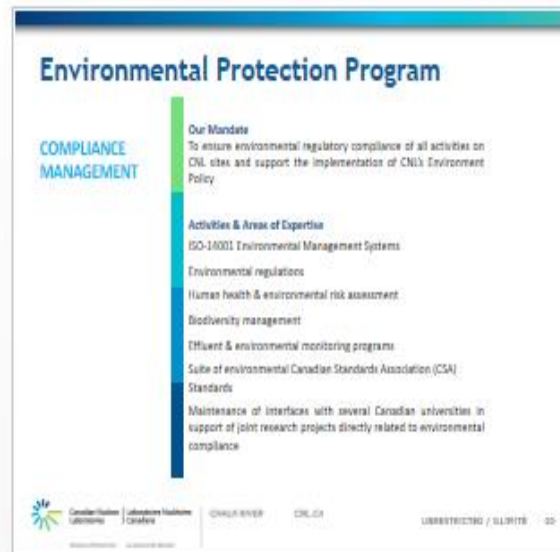 Environmental Protection Program
COMPLIANCE
MANAGEMENT
Our Mandate
To ensure environmental regulatory compliance of all activities on
CNL sites and support the implementation of CNL's Environment
Policy
Activities & Areas of Expertise
ISO-14001 Environmental Management Systems
Environmental regulations
Human health & environmental risk assessment
Biodiversity management
Effluent & environmental monitoring programs
Suite of environmental Canadian Standards Association (CSA)
Standards
Maintenance of interfaces with several Canadian universities in
support of joint research projects directly related to environmental
compliance
Canadian Nuclear | Laboratoires Nucléaires
Laboratories | Canadiens
CHALK RIVER
CNL.CA
UNRESTRICTED / ILLIMITÉ